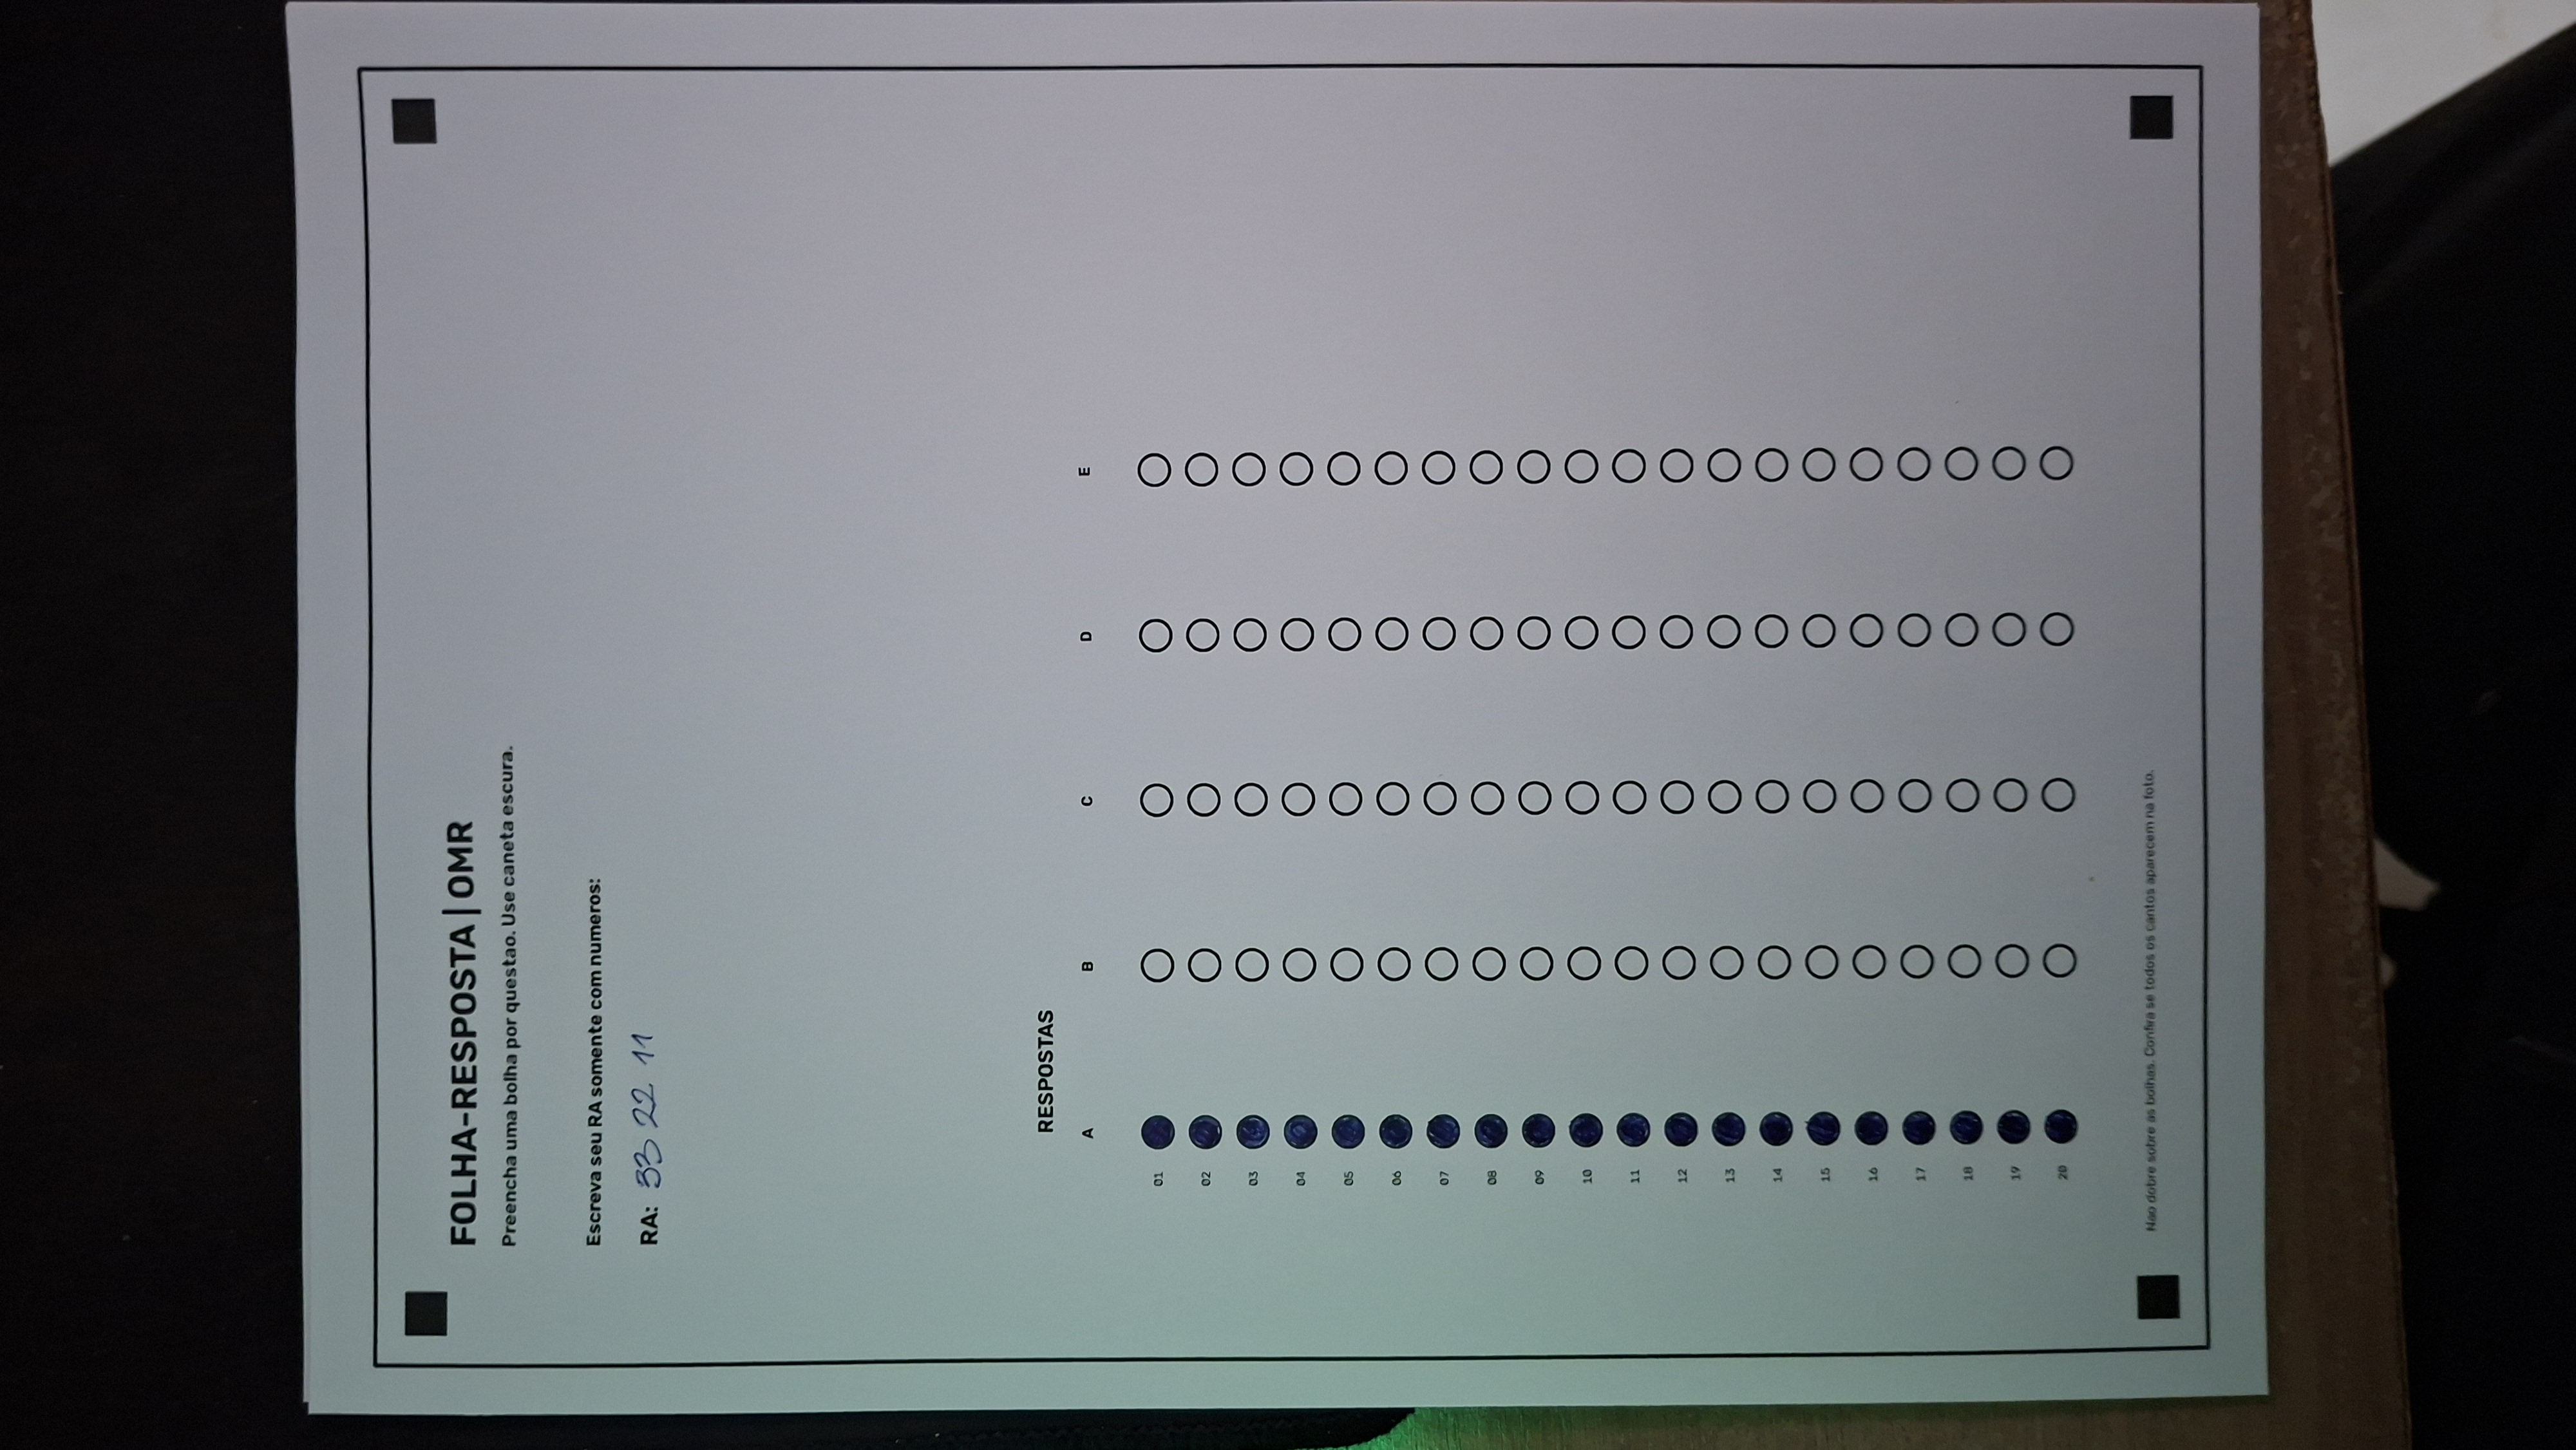 FOLHA-RESPOSTA | OMR
Preencha uma bolha por questao. Use caneta escura.
Escreva seu RA somente com numeros:
RA: 33 22 11
RESPOSTAS
A B C D E
01
02
03
04
05
06
07
08
09
10
11
12
13
14
15
16
17
18
19
20
Nao dobre sobre as bolhas. Confira se todos os cantos aparecem na foto.